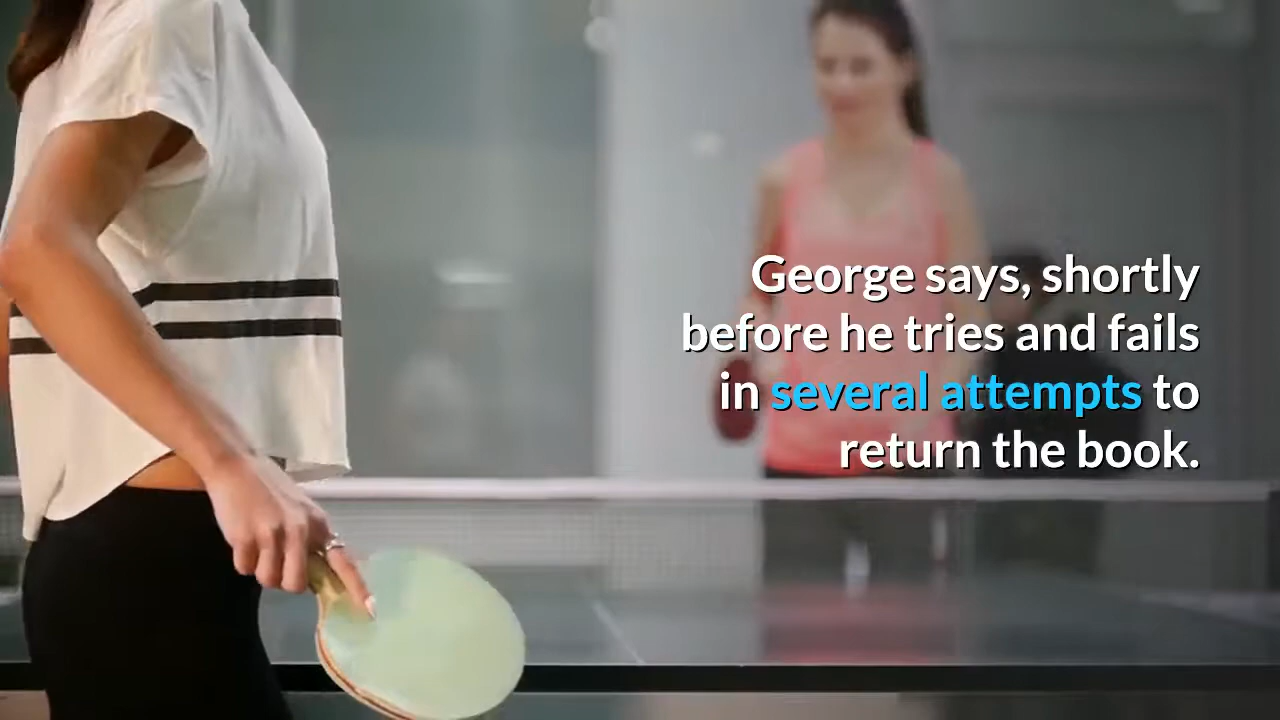 George says, shortly
before he tries and fails
in several attempts to
return the book.